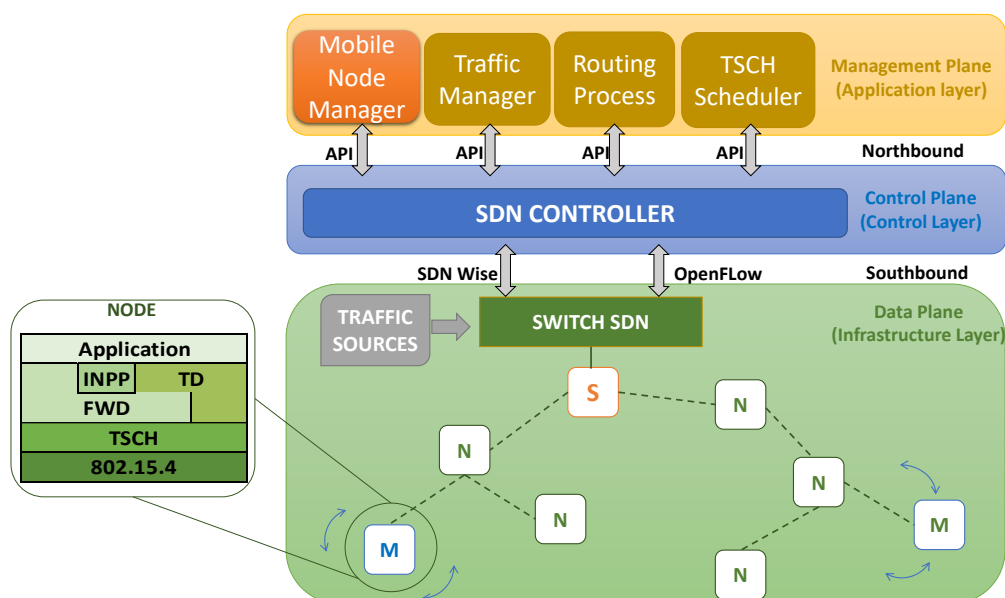 Mobile
Node
Manager
Traffic
Manager
Routing
Process
TSCH
Scheduler
Management Plane
(Application layer)
API
API
API
API
Northbound
SDN CONTROLLER
Control Plane
(Control Layer)
SDN Wise
OpenFLow
Southbound
NODE
Application
INPP
TD
FWD
TSCH
802.15.4
TRAFFIC
SOURCES
SWITCH SDN
Data Plane
(Infrastructure Layer)
S
N
N
N
N
M
M
N